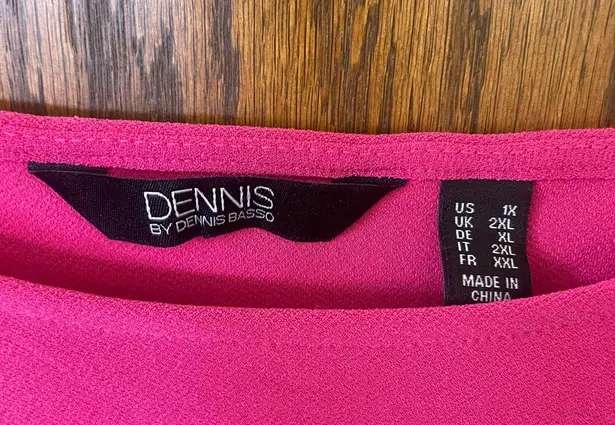 DENNIS
BY DENNIS BASSO
US 1X
UK 2XL
DE XL
IT 2XL
FR XXL
MADE IN
CHINA